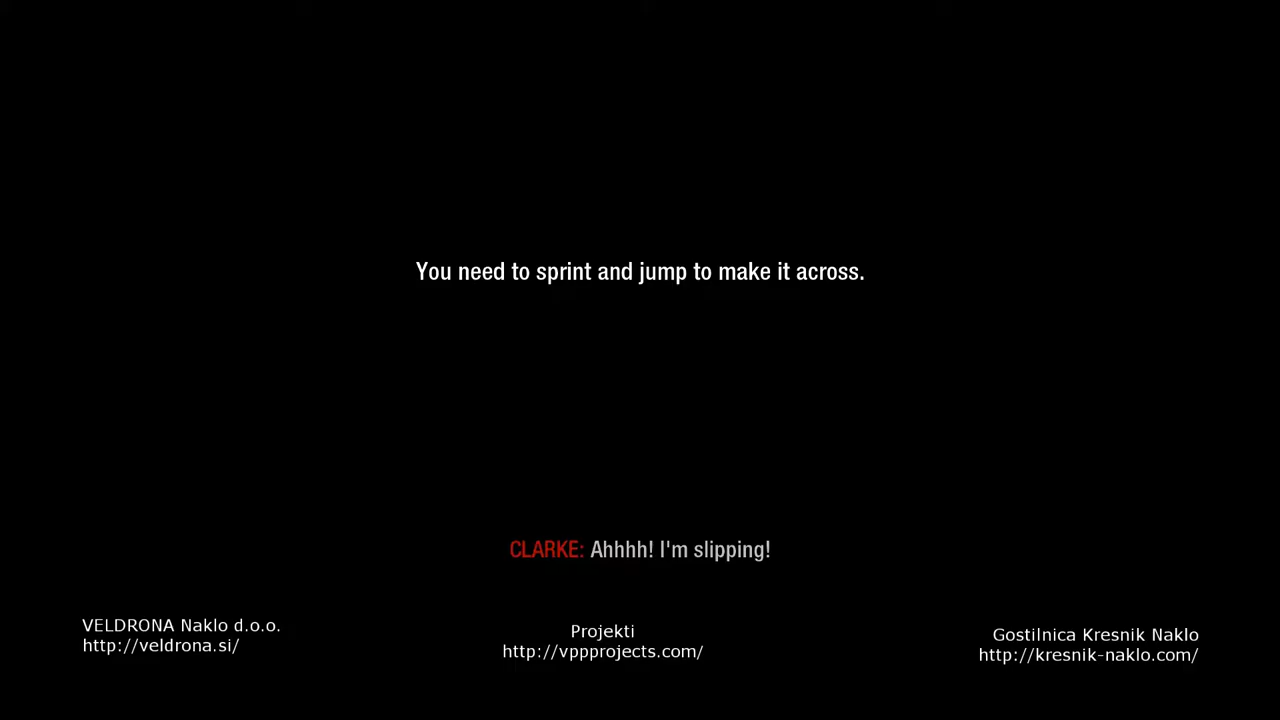 You need to sprint and jump to make it across.
CLARKE: Ahhhh! I'm slipping!
VELDRONA Naklo d.o.o.
http://veldrona.si/
Projekti
http://vppprojects.com/
Gostilnica Kresnik Naklo
http://kresnik-naklo.com/